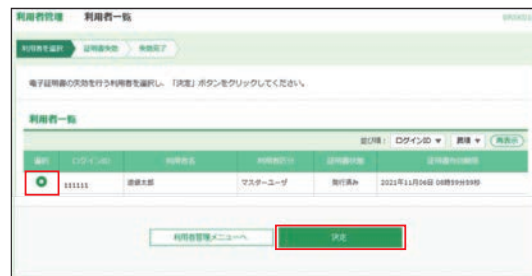 利用者管理 利用者一覧
利用者を選択 証明書失効 失効完了
電子証明書の失効を行う利用者を選択し、「決定」ボタンをクリックしてください。
利用者一覧
並び順： ログインID 昇順 再表示
選択 ログインID 利用者名 利用者区分 証明書状態 証明書有効期限
111111 道銀太郎 マスターユーザ 発行済み 2021年11月06日 08時59分59秒
利用者管理メニューへ 決定